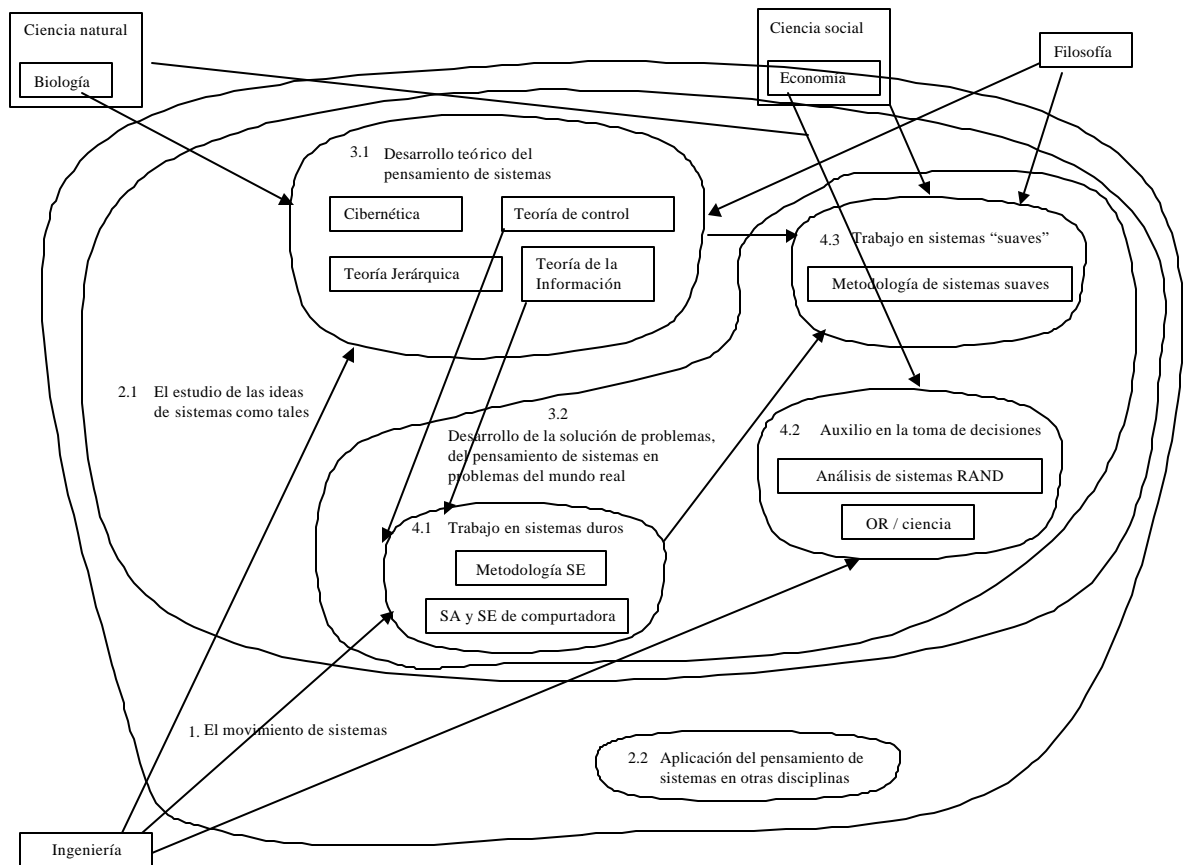 Ciencia natural
Biología
Ciencia social
Economía
Filosofía
3.1 Desarrollo teórico del
pensamiento de sistemas
Cibernética
Teoría de control
Teoría Jerárquica
Teoría de la
Información
4.3 Trabajo en sistemas “suaves”
Metodología de sistemas suaves
2.1 El estudio de las ideas
de sistemas como tales
3.2
Desarrollo de la solución de problemas,
del pensamiento de sistemas en
problemas del mundo real
4.2 Auxilio en la toma de decisiones
Análisis de sistemas RAND
OR / ciencia
4.1 Trabajo en sistemas duros
Metodología SE
SA y SE de compurtadora
1. El movimiento de sistemas
2.2 Aplicación del pensamiento de
sistemas en otras disciplinas
Ingeniería